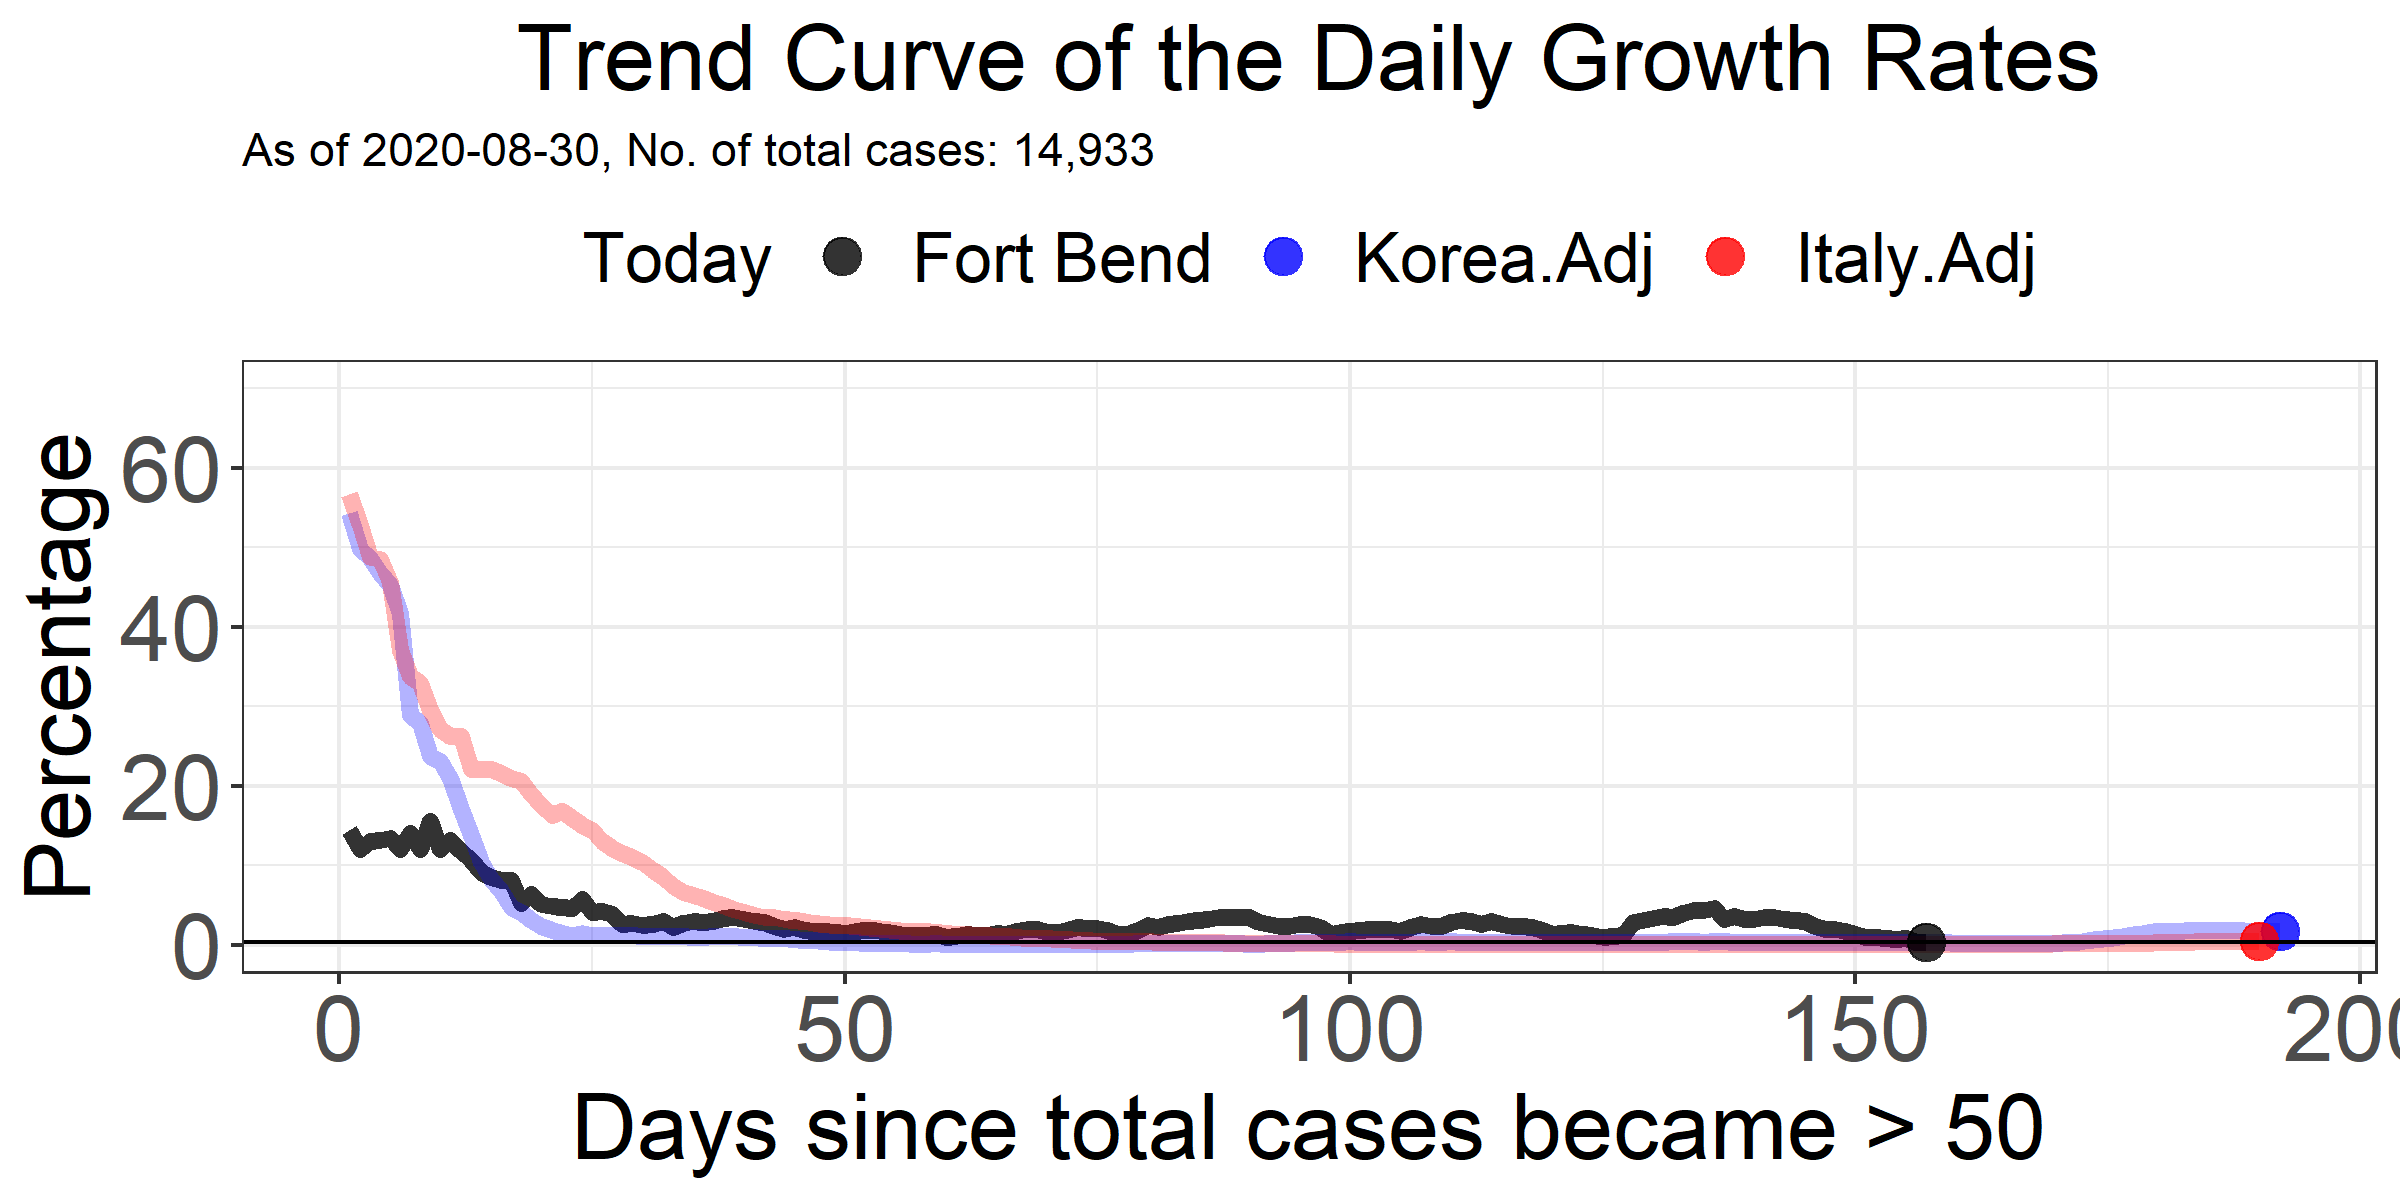 Trend Curve of the Daily Growth Rates
As of 2020-08-30, No. of total cases: 14,933
Today Fort Bend Korea.Adj Italy.Adj
Percentage
60
40
20
0
0 50 100 150 200
Days since total cases became > 50